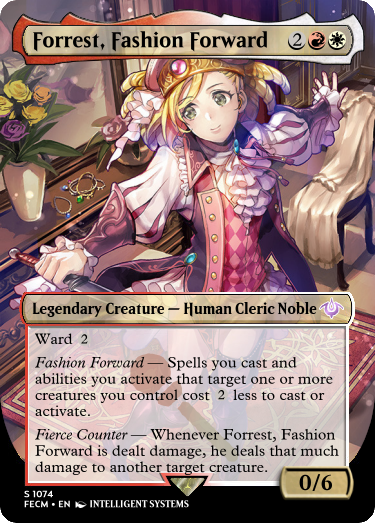 Forrest, Fashion Forward 2
Legendary Creature — Human Cleric Noble
Ward 2
Fashion Forward — Spells you cast and
abilities you activate that target one or more
creatures you control cost 2 less to cast or
activate.
Fierce Counter — Whenever Forrest, Fashion
Forward is dealt damage, he deals that much
damage to another target creature.
0/6
S 1074
FECM • EN INTELLIGENT SYSTEMS